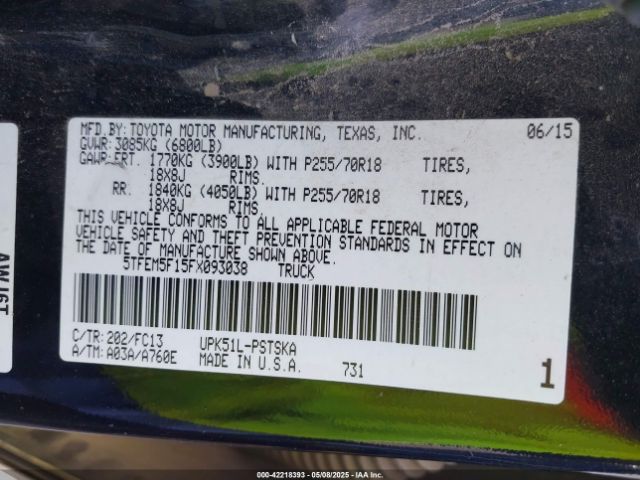 MFD.BY:TOYOTA MOTOR MANUFACTURING, TEXAS, INC. 06/15
GVWR: 3085KG (6800LB)
GAWR:FRT. 1770KG (3900LB) WITH P255/70R18 TIRES,
18X8J RIMS,
RR. 1840KG (4050LB) WITH P255/70R18 TIRES,
18X8J RIMS,
THIS VEHICLE CONFORMS TO ALL APPLICABLE FEDERAL MOTOR
VEHICLE SAFETY AND THEFT PREVENTION STANDARDS IN EFFECT ON
THE DATE OF MANUFACTURE SHOWN ABOVE.
5TFEM5F15FX093038 TRUCK
C/TR:202/FC13 UPK51L-PSTSKA
A/TM:A03A/A760E MADE IN U.S.A. 731 1
000-42218393 - 05/08/2025 - IAA Inc.